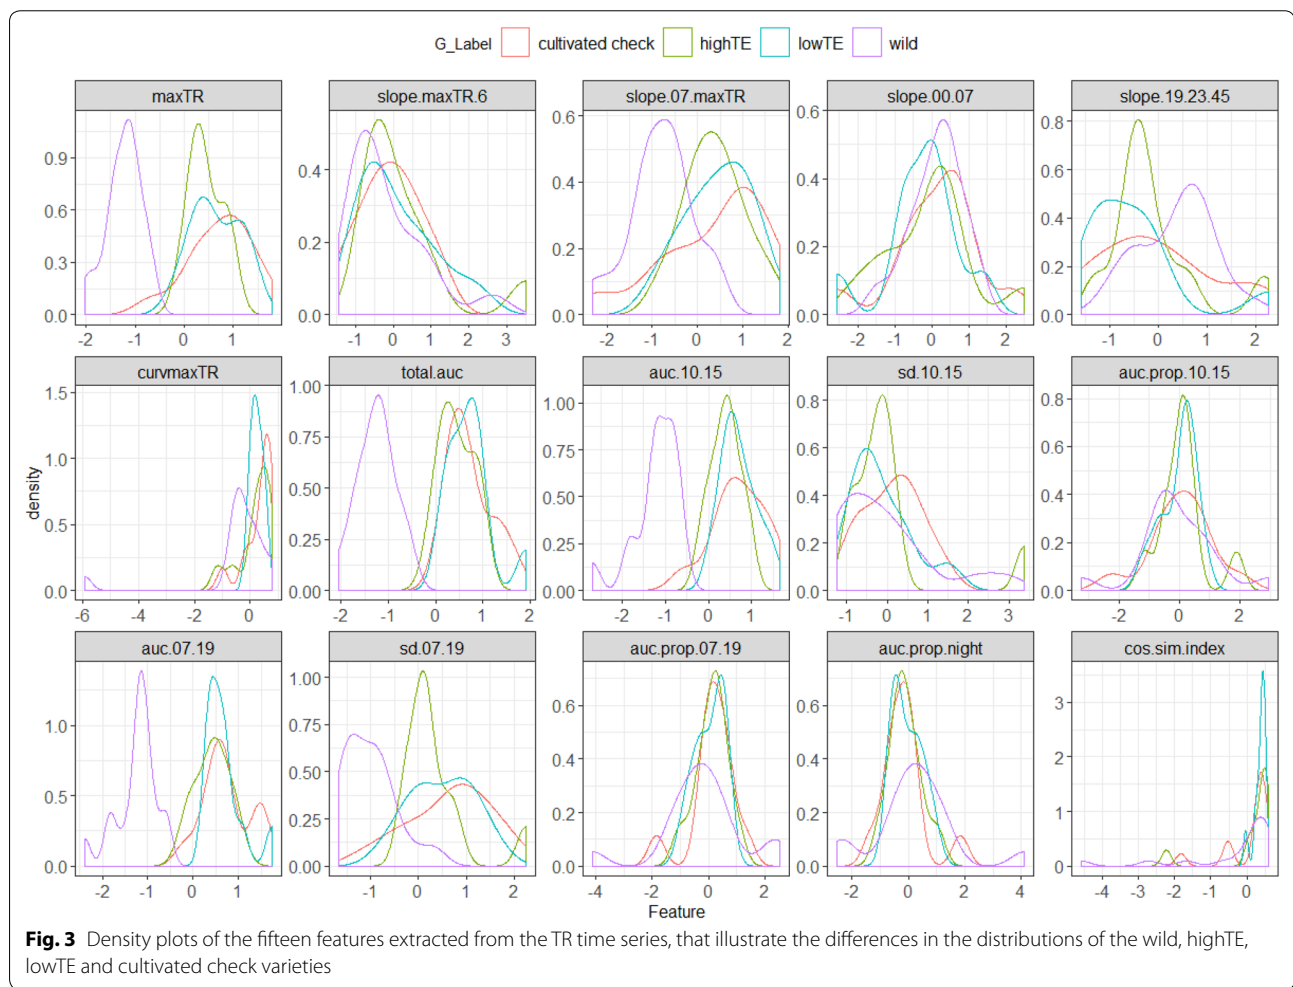 G_Label cultivated check highTE lowTE wild
maxTR slope.maxTR.6 slope.07.maxTR slope.00.07 slope.19.23.45
0.9 0.6 0.3 0.0
-2 -1 0 1
0.4 0.2 0.0
-1 0 1 2 3
0.6 0.4 0.2 0.0
-2 -1 0 1 2
0.6 0.4 0.2 0.0
-2 -1 0 1 2
0.8 0.6 0.4 0.2 0.0
-1 0 1 2
curvmaxTR total.auc auc.10.15 sd.10.15 auc.prop.10.15
density
1.5 1.0 0.5 0.0
-6 -4 -2 0
1.00 0.75 0.50 0.25 0.00
-2 -1 0 1 2
1.00 0.75 0.50 0.25 0.00
-2 -1 0 1
0.8 0.6 0.4 0.2 0.0
-1 0 1 2 3
0.8 0.6 0.4 0.2 0.0
-2 0 2
auc.07.19 sd.07.19 auc.prop.07.19 auc.prop.night cos.sim.index
1.0 0.5 0.0
-2 -1 0 1
1.00 0.75 0.50 0.25 0.00
-1 0 1 2
0.6 0.4 0.2 0.0
-4 -2 0 2
0.6 0.4 0.2 0.0
-2 0 2 4
3 2 1 0
-4 -3 -2 -1 0
Feature
Fig. 3 Density plots of the fifteen features extracted from the TR time series, that illustrate the differences in the distributions of the wild, highTE,
lowTE and cultivated check varieties